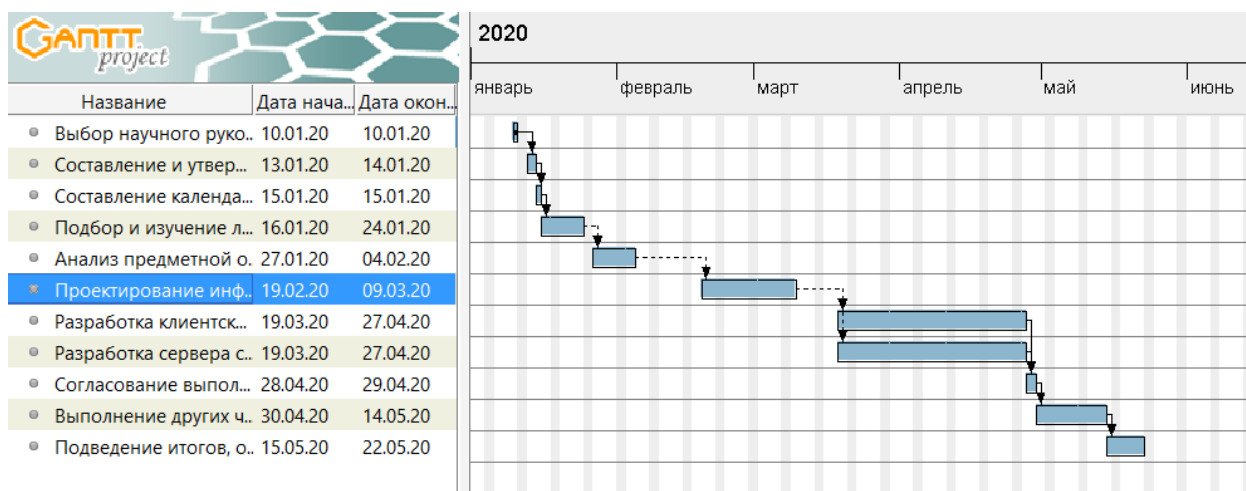 GANTT
project
2020
январь февраль март апрель май июнь
Название Дата нача... Дата окон...
Выбор научного руко.. 10.01.20 10.01.20
Составление и утвер... 13.01.20 14.01.20
Составление календа... 15.01.20 15.01.20
Подбор и изучение л... 16.01.20 24.01.20
Анализ предметной о. 27.01.20 04.02.20
Проектирование инф.. 19.02.20 09.03.20
Разработка клиентск... 19.03.20 27.04.20
Разработка сервера с.. 19.03.20 27.04.20
Согласование выпол... 28.04.20 29.04.20
Выполнение других ч.. 30.04.20 14.05.20
Подведение итогов, о.. 15.05.20 22.05.20